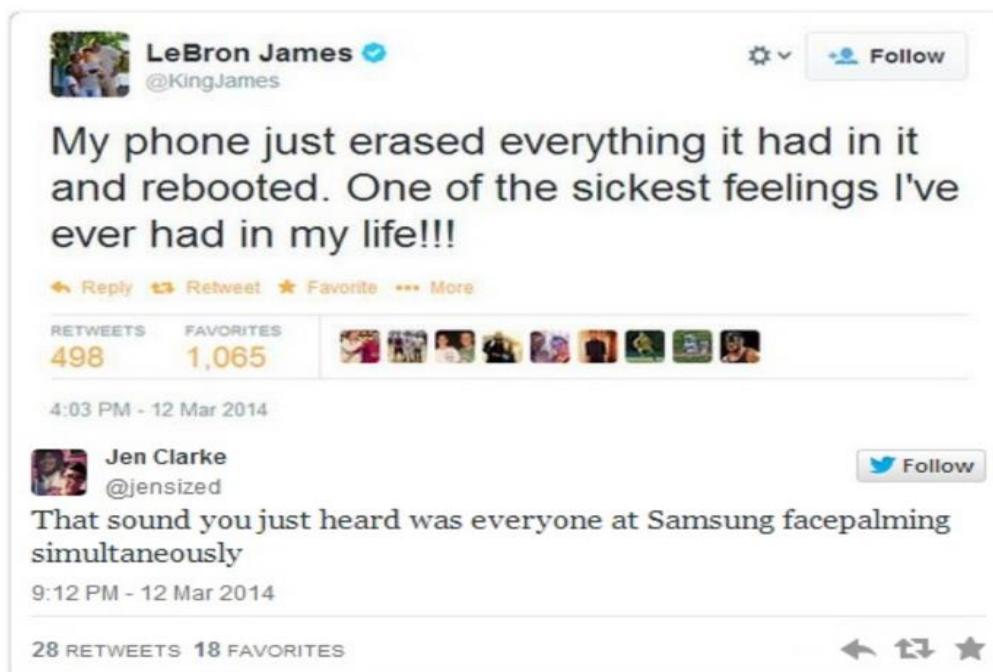 LeBron James
@KingJames
Follow
My phone just erased everything it had in it
and rebooted. One of the sickest feelings I've
ever had in my life!!!
Reply Retweet Favorite More
RETWEETS FAVORITES
498 1,065
4:03 PM - 12 Mar 2014
Jen Clarke
@jensized
Follow
That sound you just heard was everyone at Samsung facepalming
simultaneously
9:12 PM - 12 Mar 2014
28 RETWEETS 18 FAVORITES